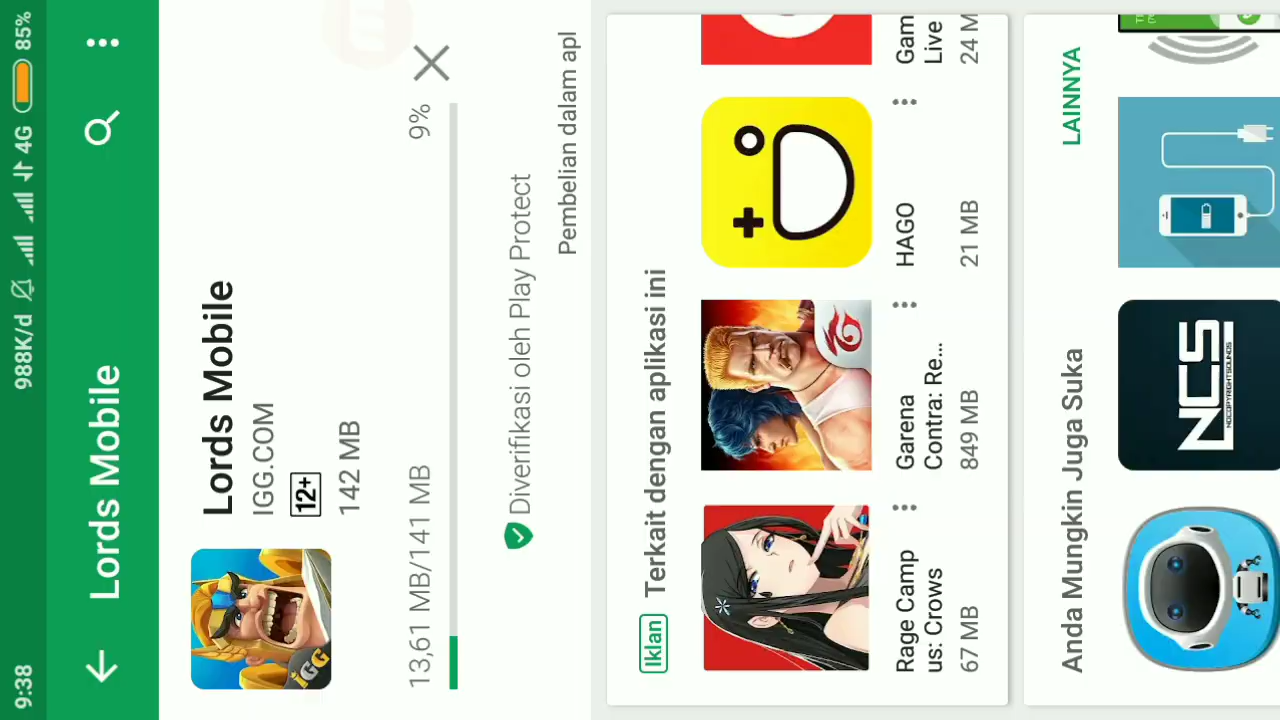 9:38
988K/d
4G
85%
Lords Mobile
Lords Mobile
IGG.COM
12+
142 MB
IGG
13,61 MB/141 MB
9%
Diverifikasi oleh Play Protect
Pembelian dalam apl
Iklan
Terkait dengan aplikasi ini
Rage Camp
us: Crows
67 MB
Garena
Contra: Re...
849 MB
HAGO
21 MB
Gam
Live
24 M
Anda Mungkin Juga Suka
LAINNYA
NCS
NOCOPYRIGHTSOUNDS